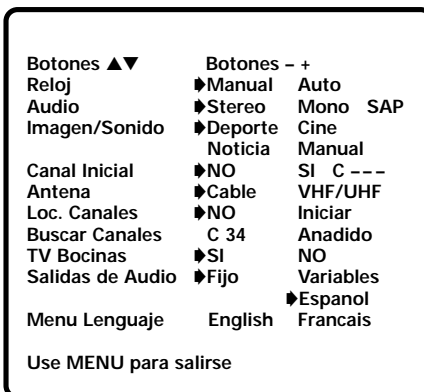 Botones ▲▼ Botones – +
Reloj ➧Manual Auto
Audio ➧Stereo Mono SAP
Imagen/Sonido ➧Deporte Cine
Noticia Manual
Canal Inicial ➧NO SI C – – –
Antena ➧Cable VHF/UHF
Loc. Canales ➧NO Iniciar
Buscar Canales C 34 Anadido
TV Bocinas ➧SI NO
Salidas de Audio ➧Fijo Variables
➧Espanol
Menu Lenguaje English Francais
Use MENU para salirse